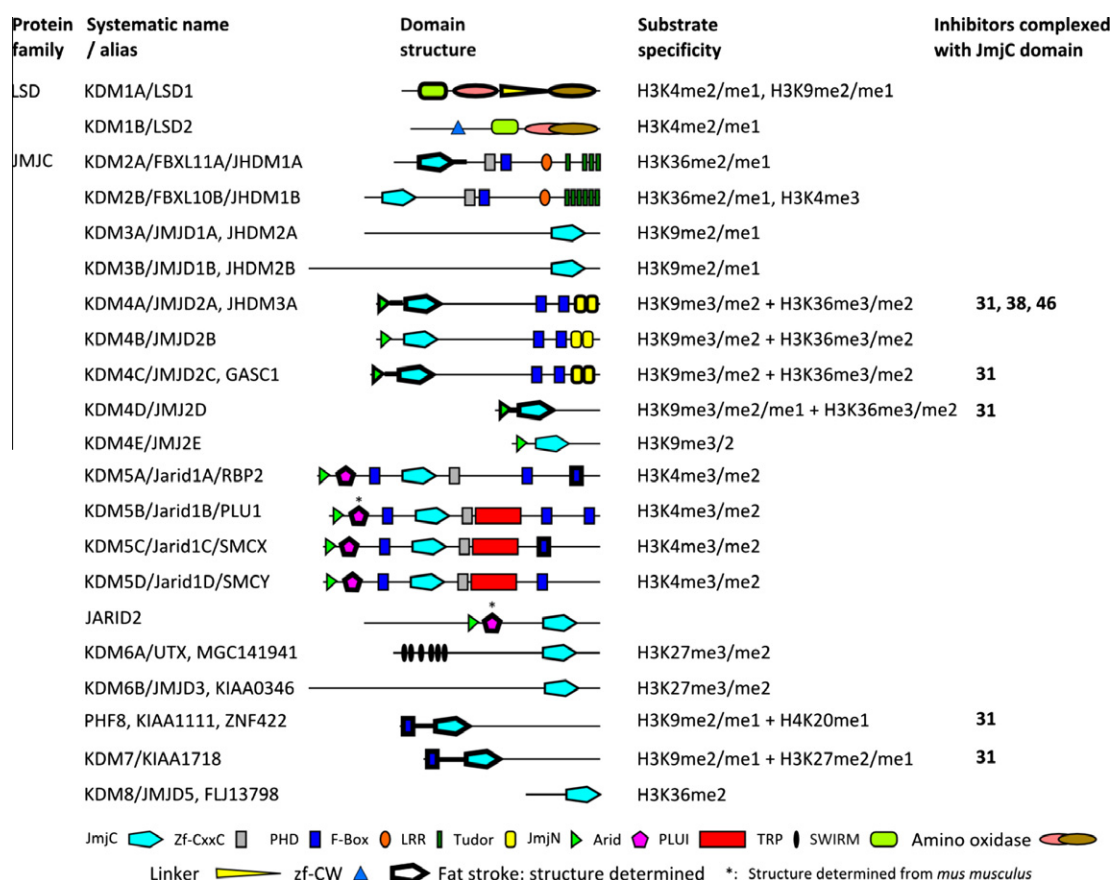 Protein family Systematic name / alias Domain structure Substrate specificity Inhibitors complexed with JmjC domain
LSD KDM1A/LSD1 H3K4me2/me1, H3K9me2/me1
KDM1B/LSD2 H3K4me2/me1
JMJC KDM2A/FBXL11A/JHDM1A H3K36me2/me1
KDM2B/FBXL10B/JHDM1B H3K36me2/me1, H3K4me3
KDM3A/JMJD1A, JHDM2A H3K9me2/me1
KDM3B/JMJD1B, JHDM2B H3K9me2/me1
KDM4A/JMJD2A, JHDM3A H3K9me3/me2 + H3K36me3/me2 31, 38, 46
KDM4B/JMJD2B H3K9me3/me2 + H3K36me3/me2
KDM4C/JMJD2C, GASC1 H3K9me3/me2 + H3K36me3/me2 31
KDM4D/JMJ2D H3K9me3/me2/me1 + H3K36me3/me2 31
KDM4E/JMJ2E H3K9me3/2
KDM5A/Jarid1A/RBP2 H3K4me3/me2
*
KDM5B/Jarid1B/PLU1 H3K4me3/me2
KDM5C/Jarid1C/SMCX H3K4me3/me2
KDM5D/Jarid1D/SMCY H3K4me3/me2
*
JARID2
KDM6A/UTX, MGC141941 H3K27me3/me2
KDM6B/JMJD3, KIAA0346 H3K27me3/me2
PHF8, KIAA1111, ZNF422 H3K9me2/me1 + H4K20me1 31
KDM7/KIAA1718 H3K9me2/me1 + H3K27me2/me1 31
KDM8/JMJD5, FLJ13798 H3K36me2
JmjC Zf-CxxC PHD F-Box LRR Tudor JmjN Arid PLUI TRP SWIRM Amino oxidase
Linker zf-CW Fat stroke: structure determined *: Structure determined from mus musculus